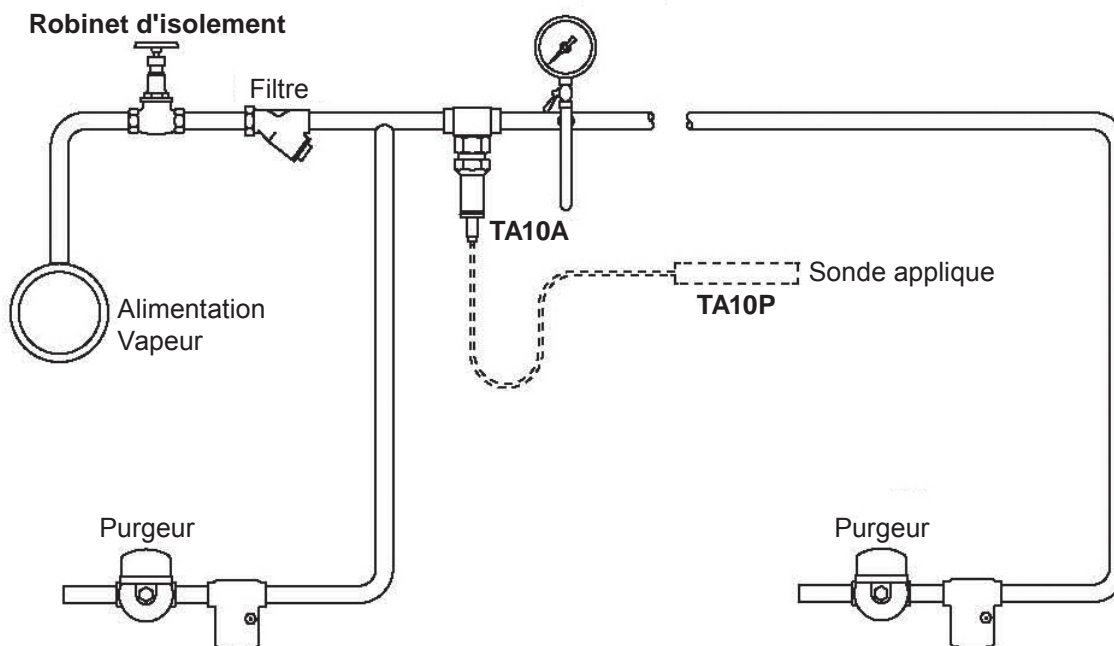 Robinet d'isolement
Filtre
TA10A
Sonde applique
TA10P
Alimentation
Vapeur
Purgeur
Purgeur